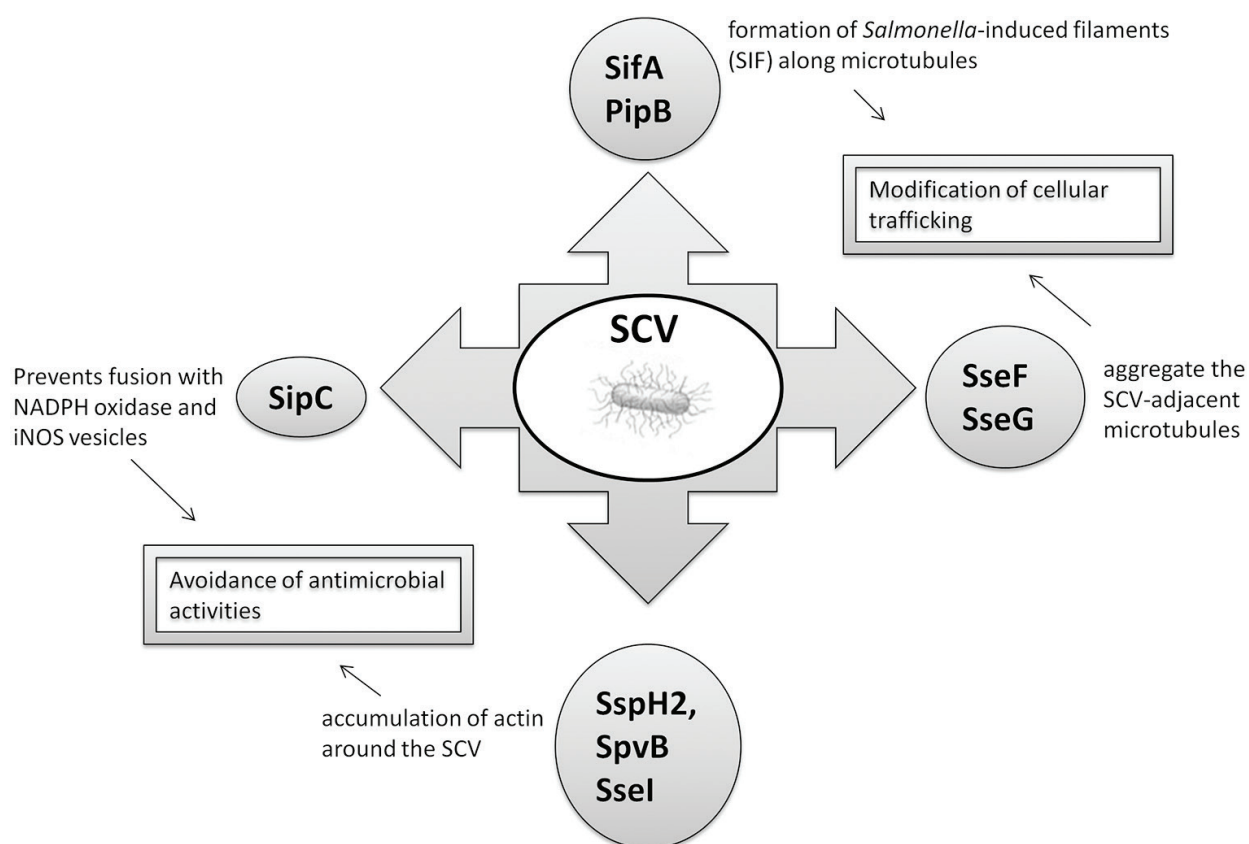 formation of Salmonella-induced filaments
(SIF) along microtubules
SifA
PipB
Modification of cellular
trafficking
SCV
Prevents fusion with
NADPH oxidase and
iNOS vesicles
SipC
SseF
SseG
aggregate the
SCV-adjacent
microtubules
Avoidance of antimicrobial
activities
accumulation of actin
around the SCV
SspH2,
SpvB
SseI